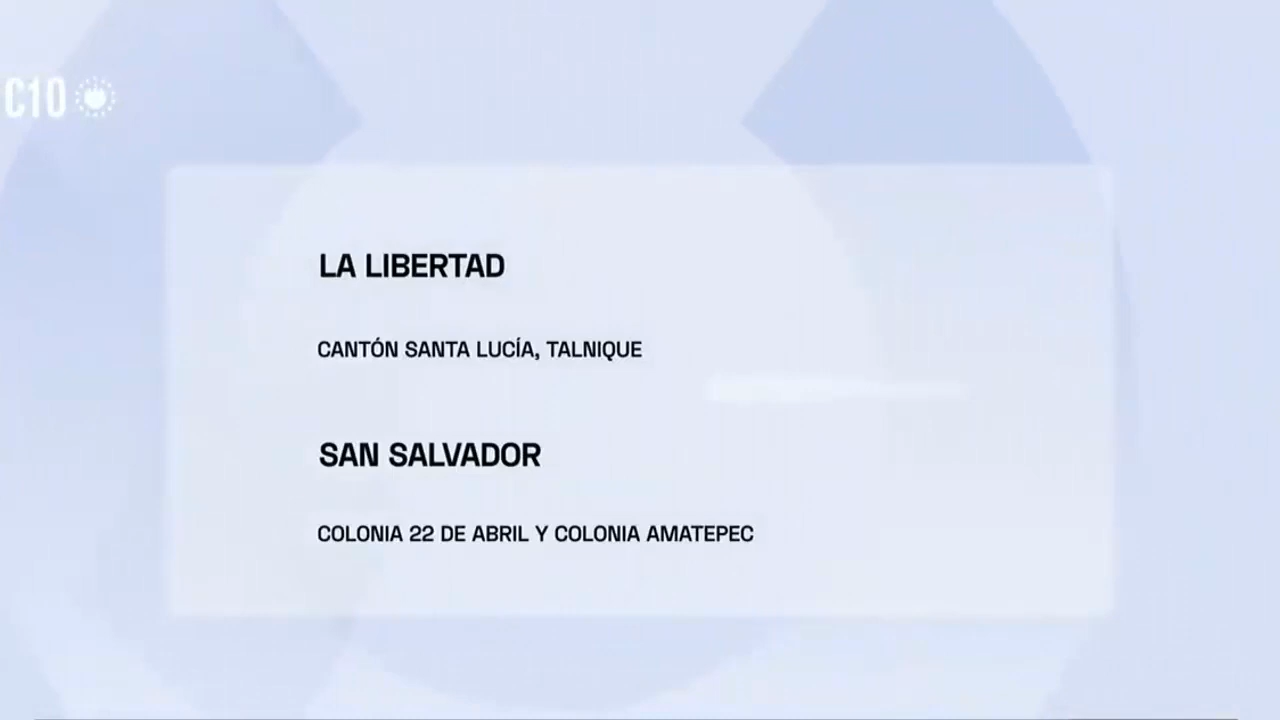 C10
LA LIBERTAD
CANTÓN SANTA LUCÍA, TALNIQUE
SAN SALVADOR
COLONIA 22 DE ABRIL Y COLONIA AMATEPEC